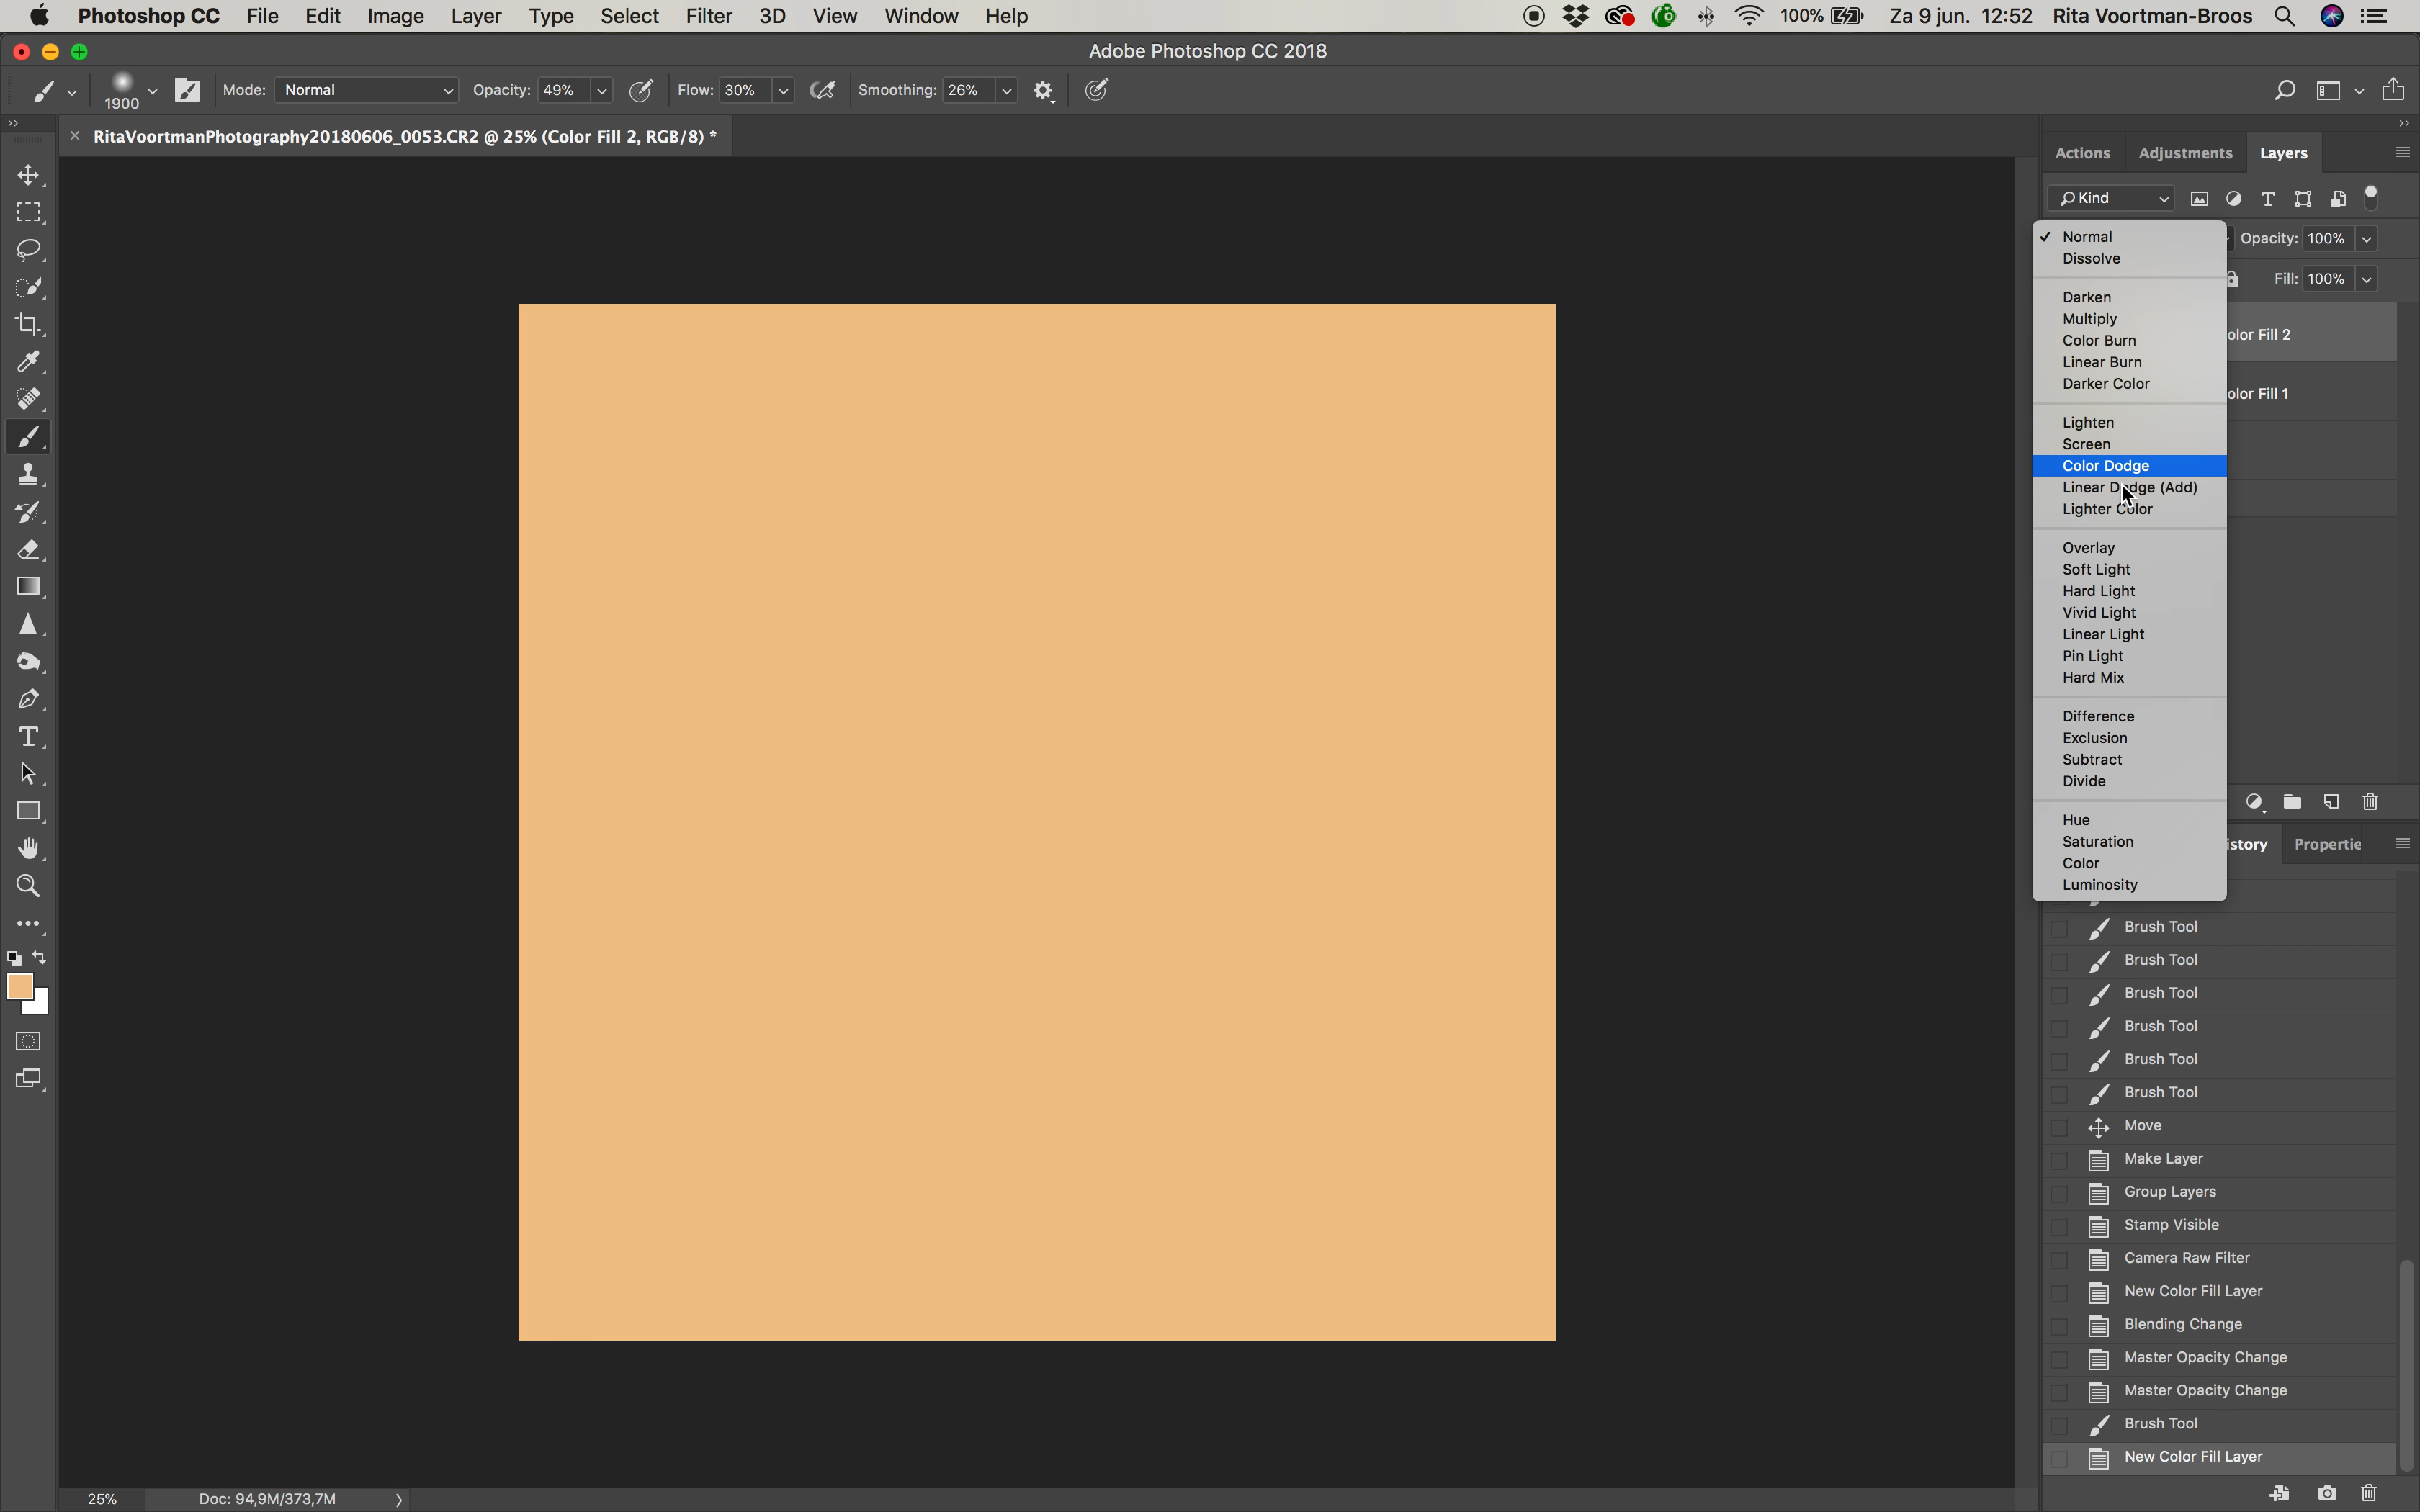 Photoshop CC File Edit Image Layer Type Select Filter 3D View Window Help 100% Za 9 jun. 12:52 Rita Voortman-Broos
Adobe Photoshop CC 2018
1900 Mode: Normal Opacity: 49% Flow: 30% Smoothing: 26%
RitaVoortmanPhotography20180606_0053.CR2 @ 25% (Color Fill 2, RGB/8) *
Actions Adjustments Layers
Kind
Normal
Opacity: 100%
Dissolve
Fill: 100%
Darken
Multiply
olor Fill 2
Color Burn
Linear Burn
Darker Color
olor Fill 1
Lighten
Screen
Color Dodge
Linear Dodge (Add)
Lighter Color
Overlay
Soft Light
Hard Light
Vivid Light
Linear Light
Pin Light
Hard Mix
Difference
Exclusion
Subtract
Divide
Hue
Saturation
istory Propertie
Color
Luminosity
Brush Tool
Brush Tool
Brush Tool
Brush Tool
Brush Tool
Brush Tool
Move
Make Layer
Group Layers
Stamp Visible
Camera Raw Filter
New Color Fill Layer
Blending Change
Master Opacity Change
Master Opacity Change
Brush Tool
New Color Fill Layer
25% Doc: 94,9M/373,7M